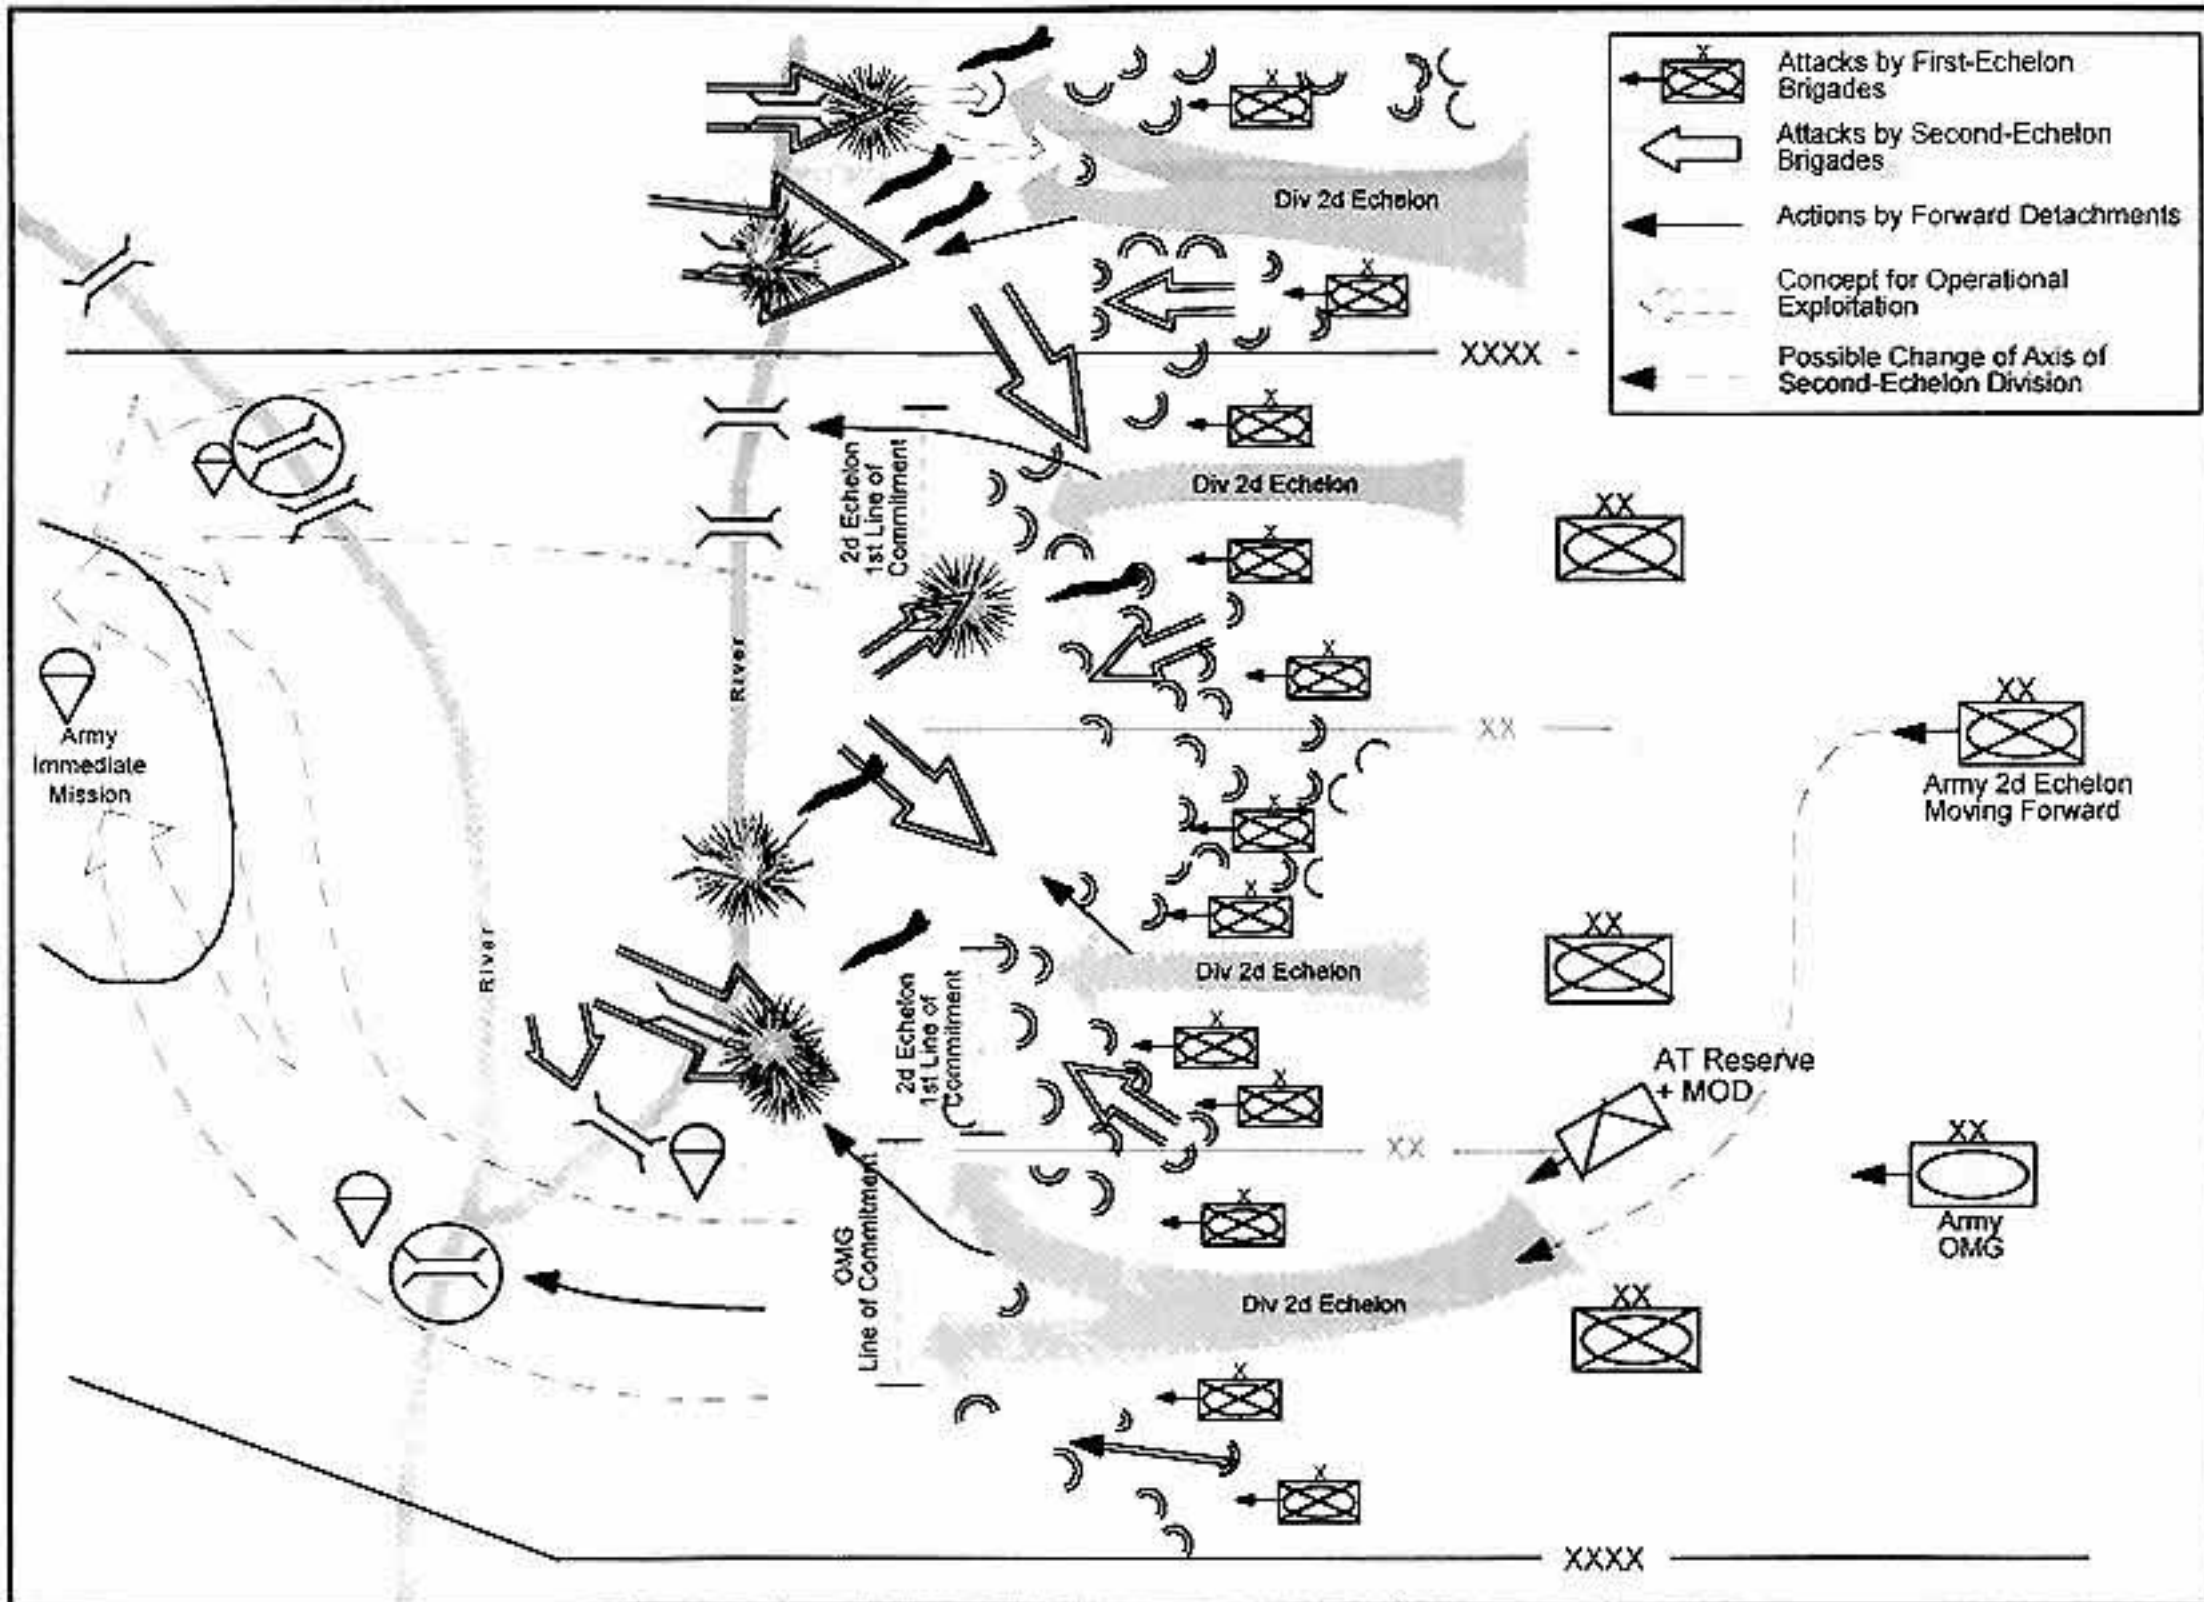 X
Attacks by First-Echelon
Brigades
Attacks by Second-Echelon
Brigades
Actions by Forward Detachments
Concept for Operational
Exploitation
Possible Change of Axis of
Second-Echelon Division
X
Div 2d Echelon
X
XXXX
X
2d Echelon
1st Line of
Commitment
Div 2d Echelon
XX
X
River
X
Army
Immediate
Mission
XX
XX
Army 2d Echelon
Moving Forward
X
X
XX
River
Div 2d Echelon
2d Echelon
1st Line of
Commitment
X
X
AT Reserve
+ MOD
XX
XX
Army
OMG
X
OMG
Line of Commitment
Div 2d Echelon
XX
X
X
XXXX